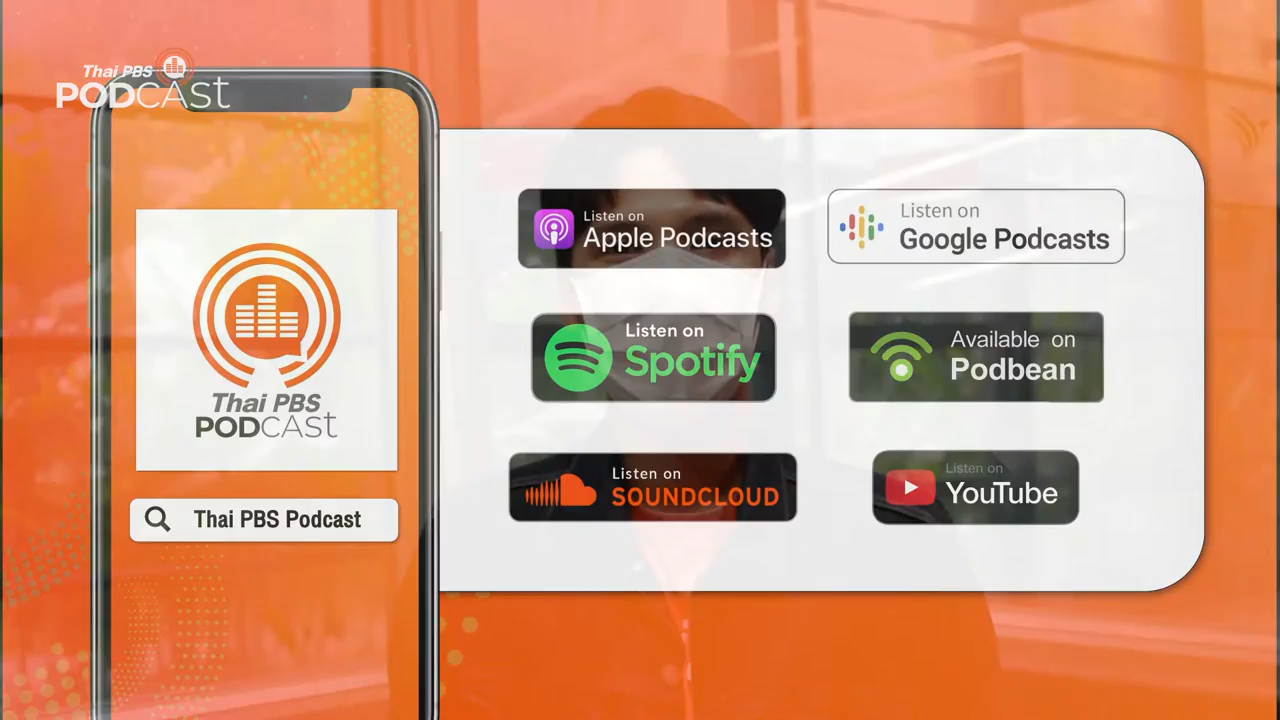 Thai PBS
PODCAST
Thai PBS
PODCAST
Thai PBS Podcast
Listen on
Apple Podcasts
Listen on
Google Podcasts
Listen on
Spotify
Available on
Podbean
Listen on
SOUNDCLOUD
Listen on
YouTube